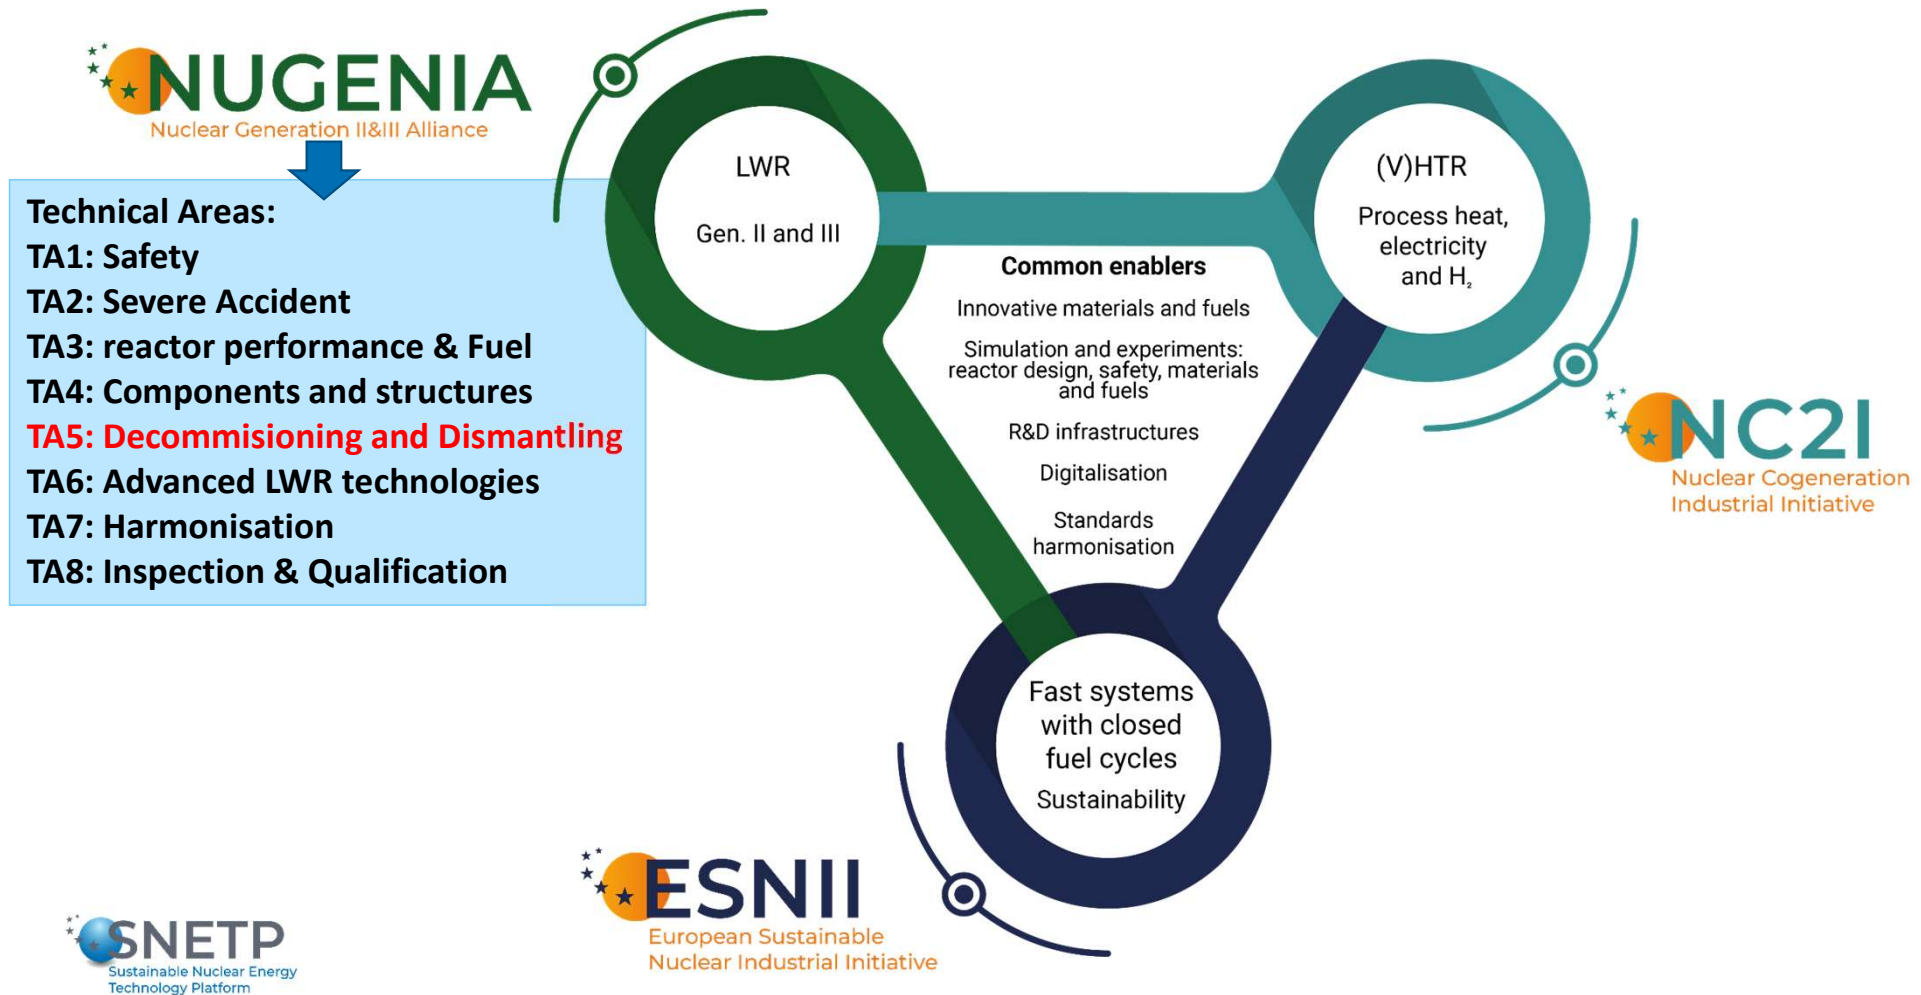 NUGENIA
Nuclear Generation II&III Alliance
Technical Areas:
TA1: Safety
TA2: Severe Accident
TA3: reactor performance & Fuel
TA4: Components and structures
TA5: Decommisioning and Dismantling
TA6: Advanced LWR technologies
TA7: Harmonisation
TA8: Inspection & Qualification
LWR
Gen. II and III
(V)HTR
Process heat,
electricity
and H₂
Common enablers
Innovative materials and fuels
Simulation and experiments:
reactor design, safety, materials
and fuels
R&D infrastructures
Digitalisation
Standards
harmonisation
NC2I
Nuclear Cogeneration
Industrial Initiative
Fast systems
with closed
fuel cycles
Sustainability
ESNII
European Sustainable
Nuclear Industrial Initiative
SNETP
Sustainable Nuclear Energy
Technology Platform